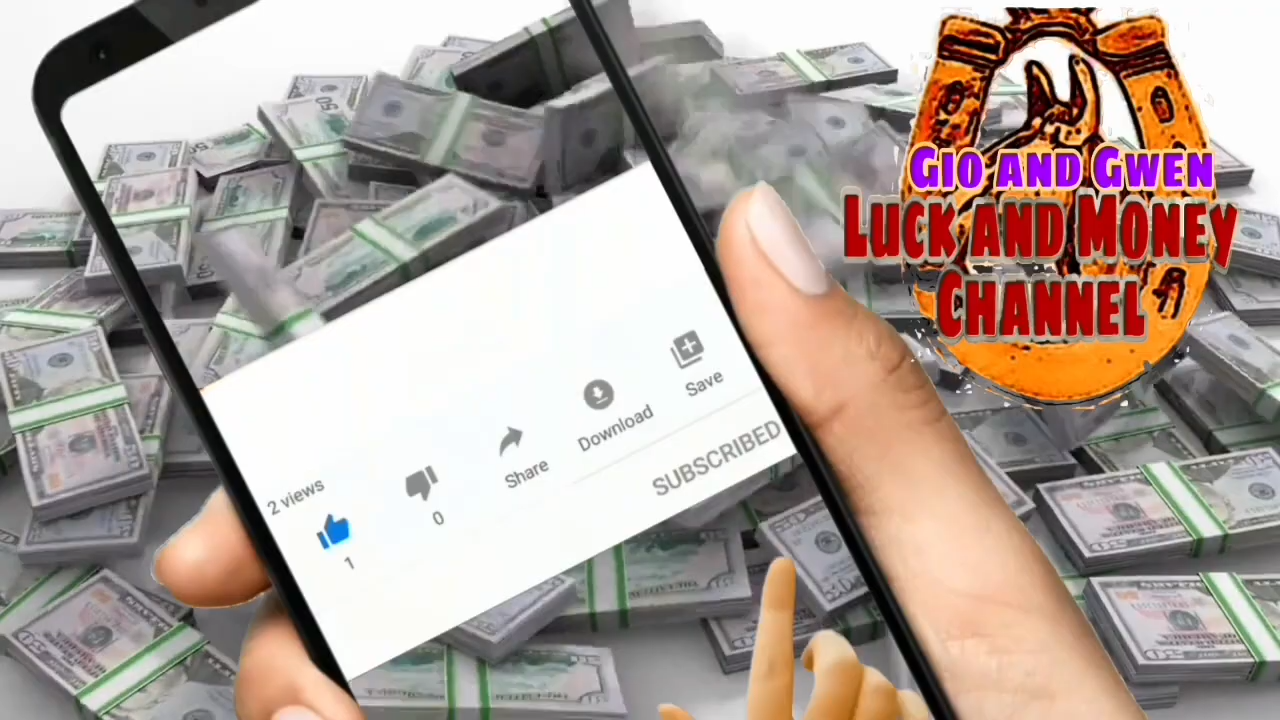 Gio and Gwen
Luck and Money
Channel
2 views
1
0
Share
Download
Save
SUBSCRIBED